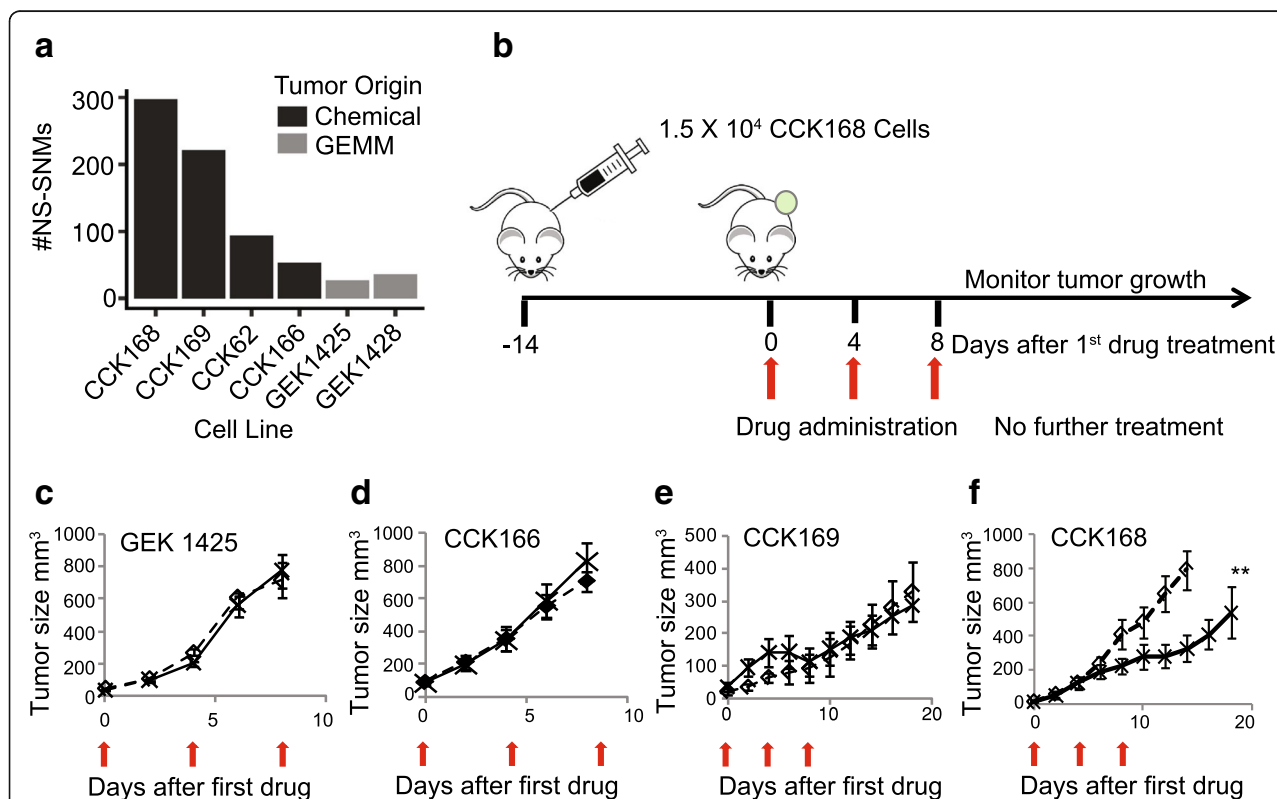 a
#NS-SNMs
300
200
100
0
Tumor Origin
Chemical
GEMM
CCK168
CCK169
CCK62
CCK166
GEK1425
GEK1428
Cell Line
b
1.5 X 10⁴ CCK168 Cells
Monitor tumor growth
-14
0
4
8
Days after 1st drug treatment
Drug administration
No further treatment
c
GEK 1425
Tumor size mm³
1000
800
600
400
200
0
0
5
10
Days after first drug
d
CCK166
Tumor size mm³
1000
800
600
400
200
0
0
5
10
Days after first drug
e
CCK169
Tumor size mm³
500
400
300
200
100
0
0
10
20
Days after first drug
f
CCK168
Tumor size mm³
1000
800
600
400
200
0
**
0
10
20
Days after first drug